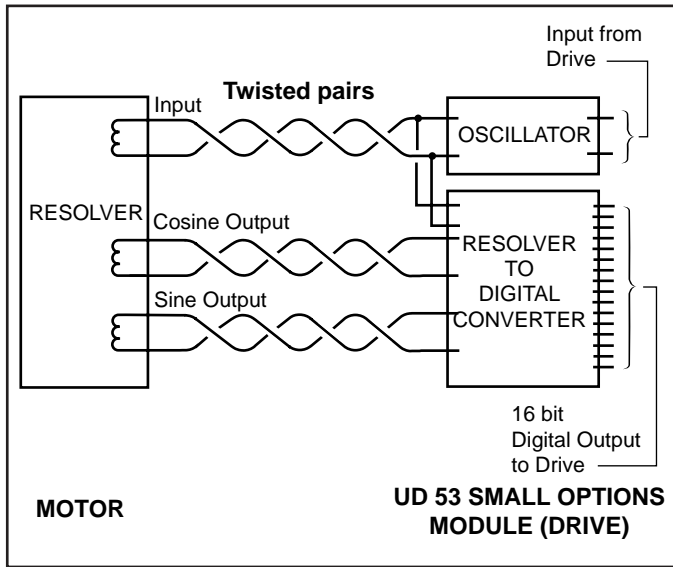 Input from
Drive
Twisted pairs
Input
OSCILLATOR
RESOLVER
Cosine Output
RESOLVER
TO
DIGITAL
CONVERTER
Sine Output
16 bit
Digital Output
to Drive
MOTOR
UD 53 SMALL OPTIONS
MODULE (DRIVE)